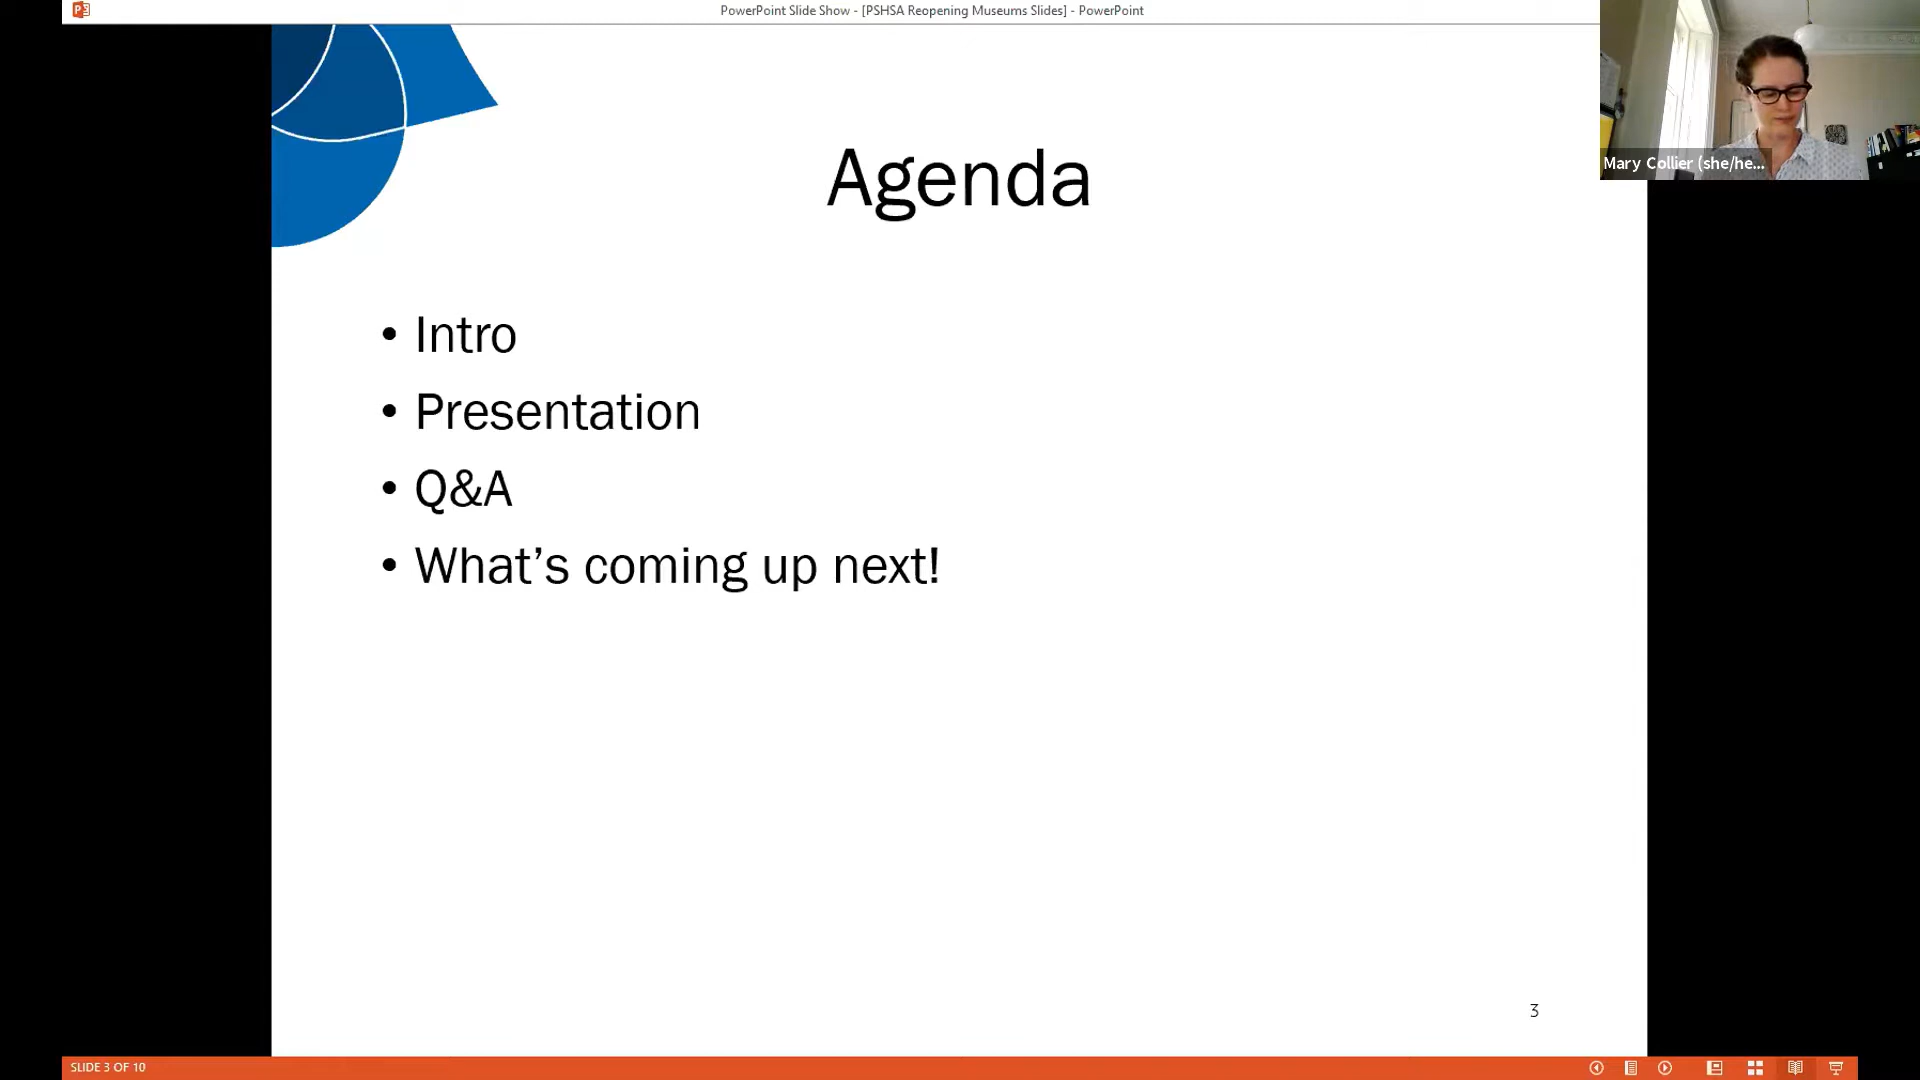 PowerPoint Slide Show - [PSHSA Reopening Museums Slides] - PowerPoint
Mary Collier (she/he...
Agenda
• Intro
• Presentation
• Q&A
• What’s coming up next!
3
SLIDE 3 OF 10